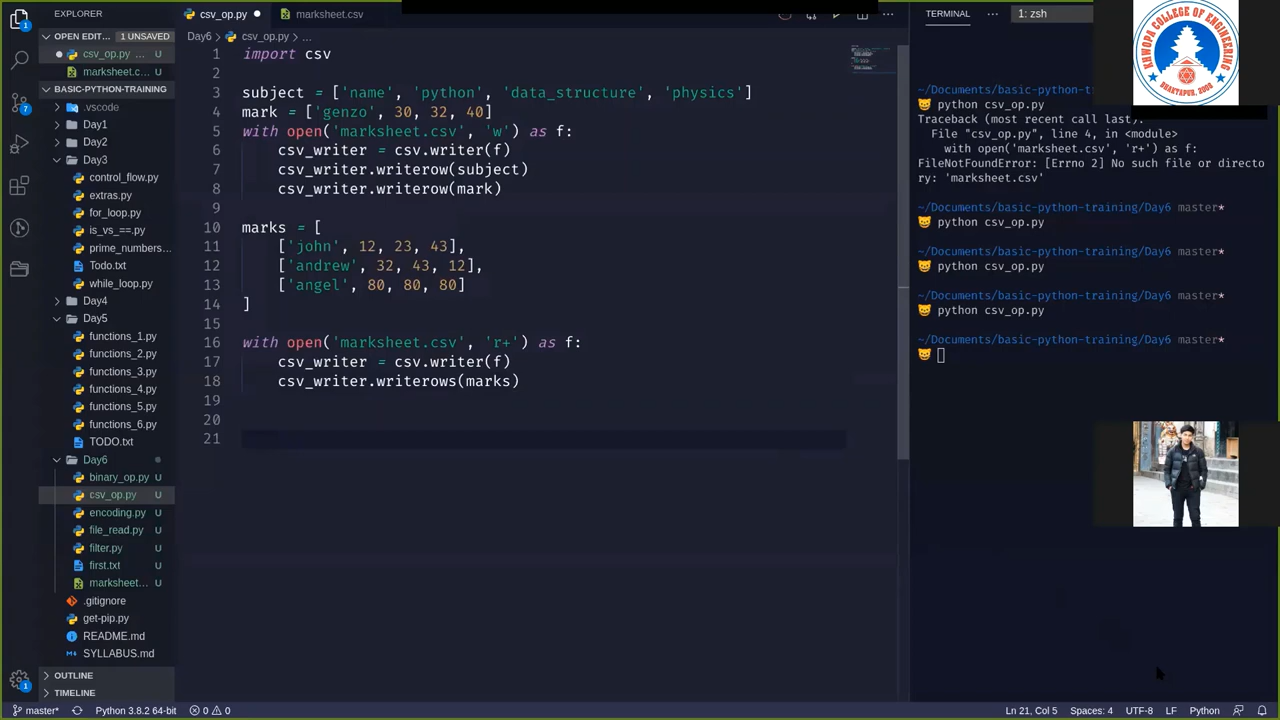 EXPLORER
OPEN EDIT... 1 UNSAVED
csv_op.py ...
marksheet.c...
BASIC-PYTHON-TRAINING
.vscode
Day1
Day2
Day3
control_flow.py
extras.py
for_loop.py
is_vs_==.py
prime_numbers...
Todo.txt
while_loop.py
Day4
Day5
functions_1.py
functions_2.py
functions_3.py
functions_4.py
functions_5.py
functions_6.py
TODO.txt
Day6
binary_op.py U
csv_op.py U
encoding.py U
file_read.py U
filter.py U
first.txt U
marksheet... U
.gitignore
get-pip.py
README.md
SYLLABUS.md
OUTLINE
TIMELINE
csv_op.py marksheet.csv
Day6 > csv_op.py > ...
1 import csv
2
3 subject = ['name', 'python', 'data_structure', 'physics']
4 mark = ['genzo', 30, 32, 40]
5 with open('marksheet.csv', 'w') as f:
6 csv_writer = csv.writer(f)
7 csv_writer.writerow(subject)
8 csv_writer.writerow(mark)
9
10 marks = [
11 ['john', 12, 23, 43],
12 ['andrew', 32, 43, 12],
13 ['angel', 80, 80, 80]
14 ]
15
16 with open('marksheet.csv', 'r+') as f:
17 csv_writer = csv.writer(f)
18 csv_writer.writerows(marks)
19
20
21
TERMINAL ... 1: zsh
KHWOPA COLLEGE OF ENGINEERING
BHAKTAPUR, 2008
~/Documents/basic-python-training/Day6
python csv_op.py
Traceback (most recent call last):
File "csv_op.py", line 4, in <module>
with open('marksheet.csv', 'r+') as f:
FileNotFoundError: [Errno 2] No such file or directo
ry: 'marksheet.csv'
~/Documents/basic-python-training/Day6 master*
python csv_op.py
~/Documents/basic-python-training/Day6 master*
python csv_op.py
~/Documents/basic-python-training/Day6 master*
python csv_op.py
~/Documents/basic-python-training/Day6 master*
master* Python 3.8.2 64-bit 0 0 Ln 21, Col 5 Spaces: 4 UTF-8 LF Python